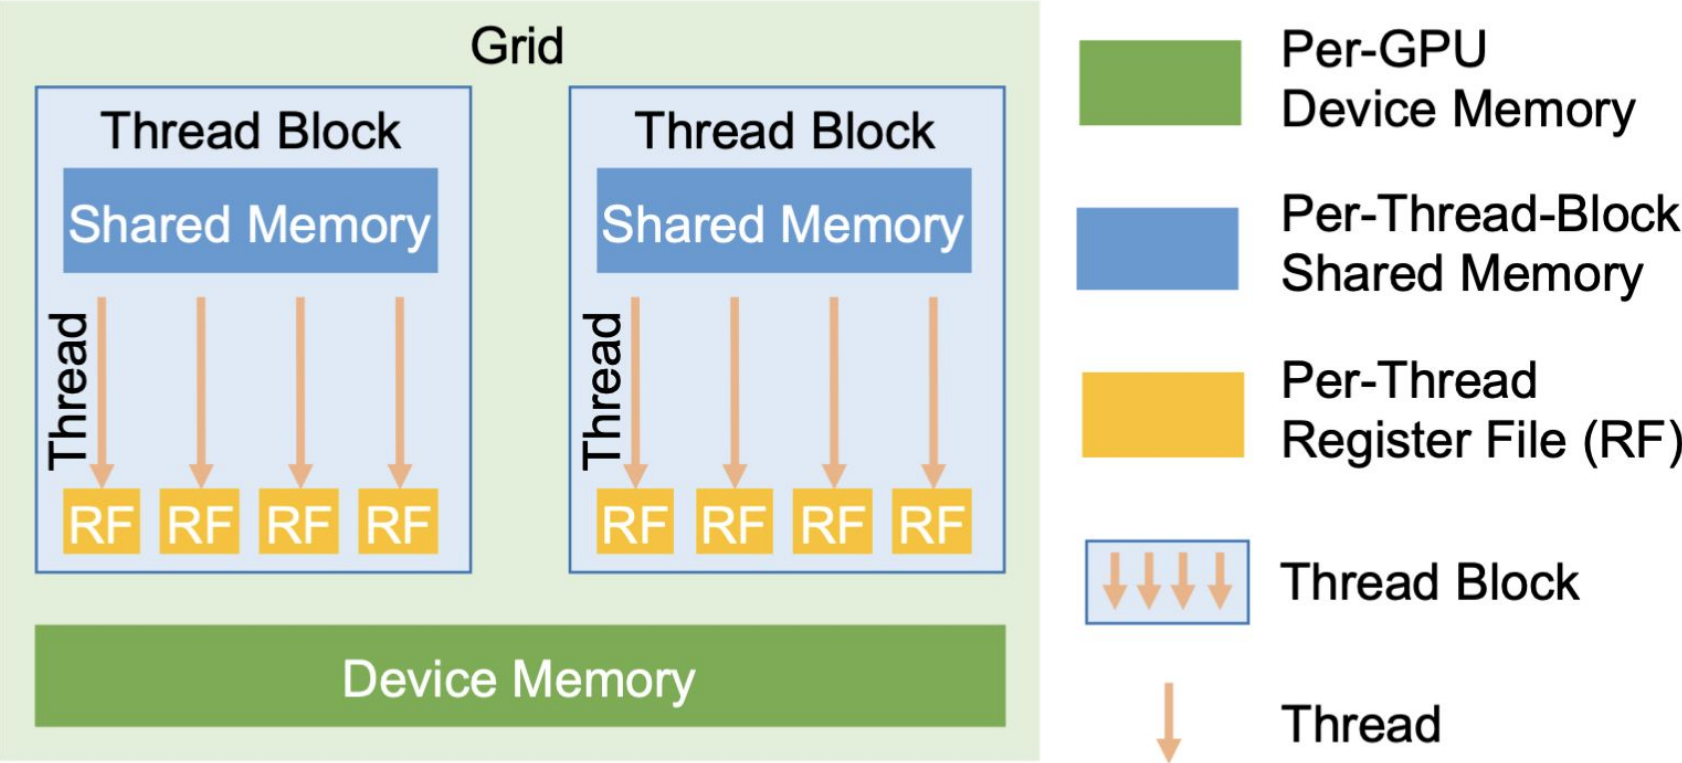 Grid
Thread Block
Shared Memory
Thread
RF RF RF RF
Thread Block
Shared Memory
Thread
RF RF RF RF
Device Memory
Per-GPU
Device Memory
Per-Thread-Block
Shared Memory
Per-Thread
Register File (RF)
Thread Block
Thread